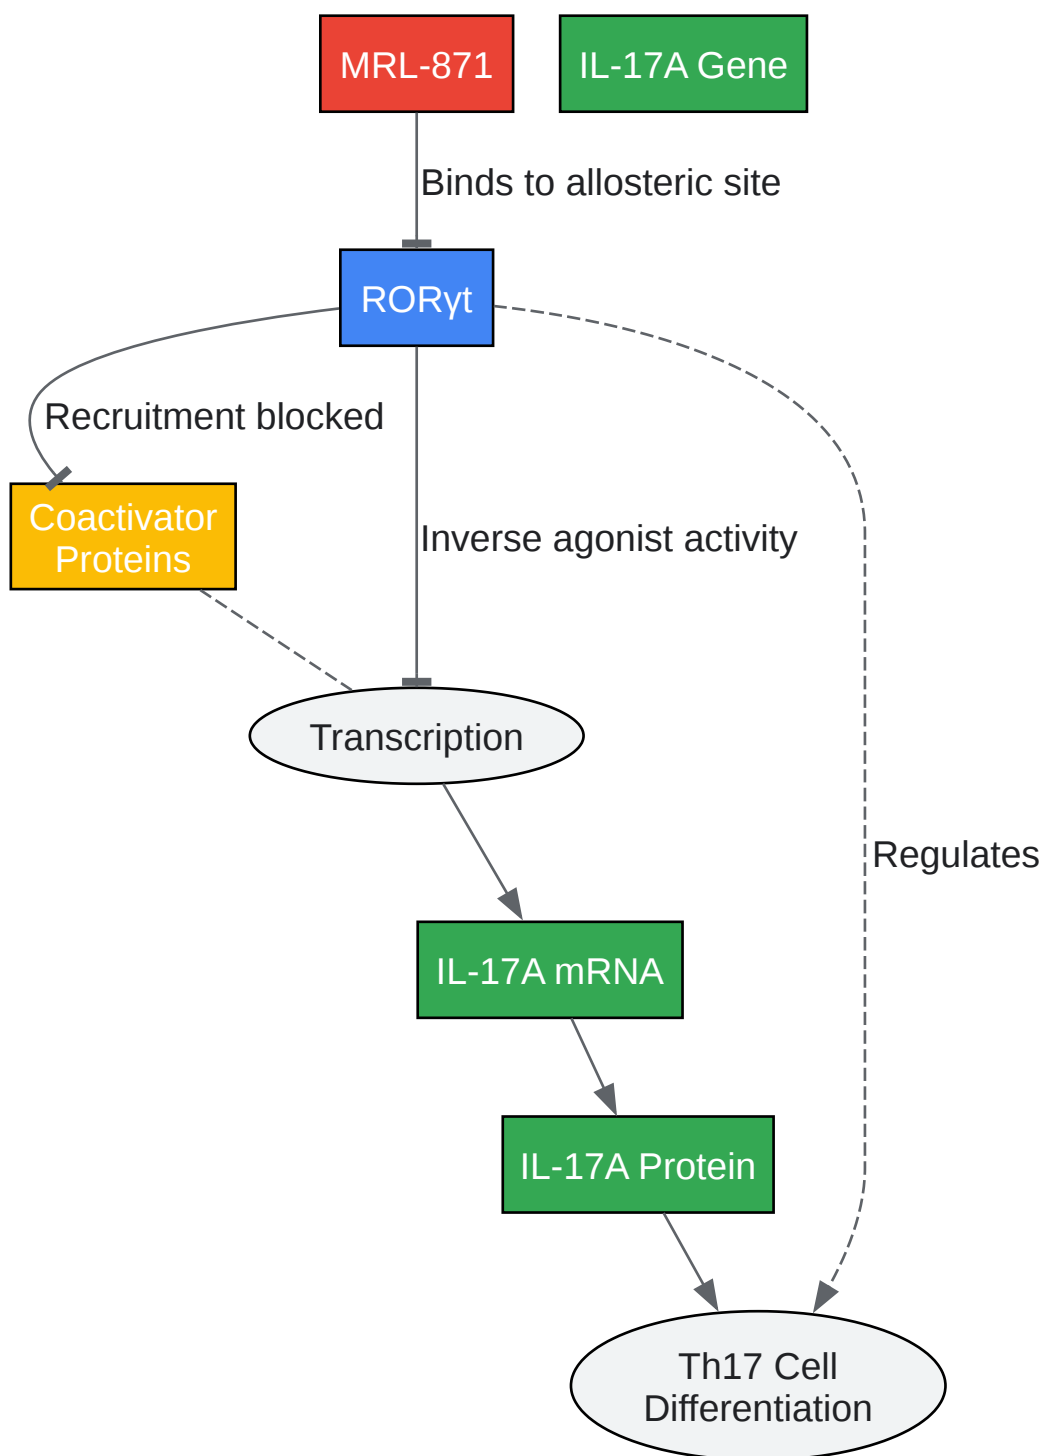 MRL-871
IL-17A Gene
Binds to allosteric site
RORγt
Recruitment blocked
Coactivator
Proteins
Inverse agonist activity
Transcription
Regulates
IL-17A mRNA
IL-17A Protein
Th17 Cell
Differentiation